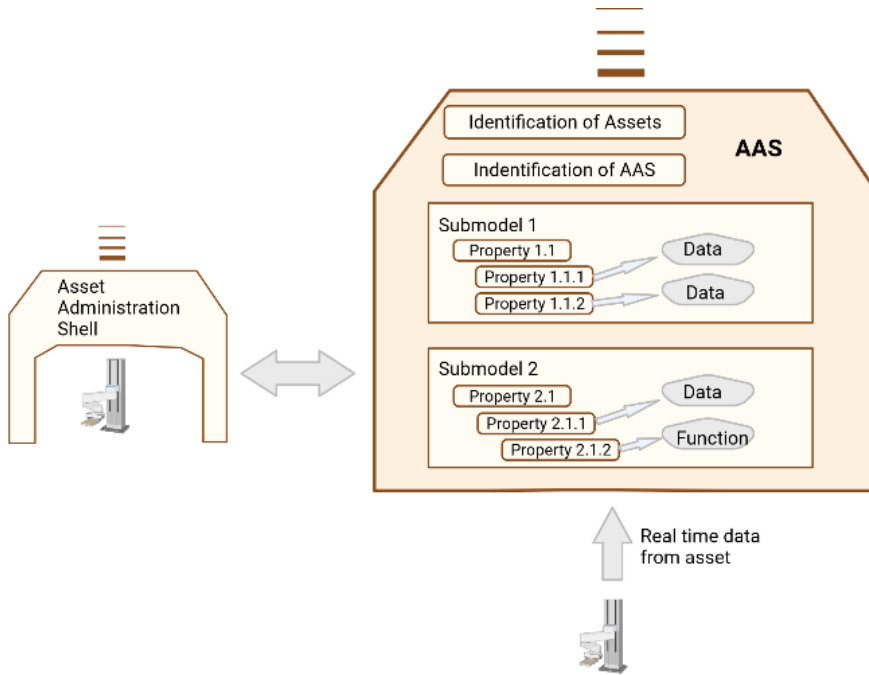 Asset
Administration
Shell
Identification of Assets
Indentification of AAS
AAS
Submodel 1
Property 1.1
Property 1.1.1
Property 1.1.2
Data
Data
Submodel 2
Property 2.1
Property 2.1.1
Property 2.1.2
Data
Function
Real time data
from asset